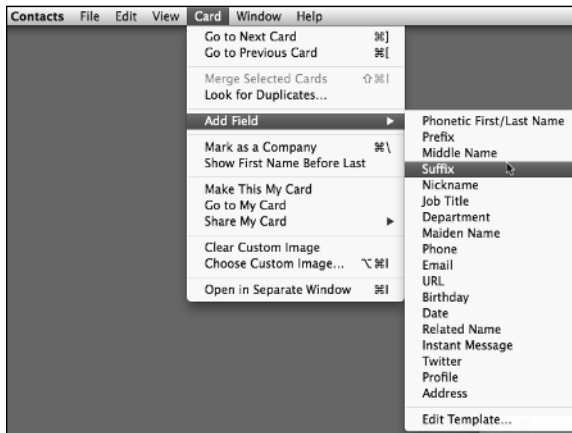 Contacts File Edit View Card Window Help
Go to Next Card ⌘]
Go to Previous Card ⌘[
Merge Selected Cards ⇧⌘I
Look for Duplicates...
Add Field ▶
Mark as a Company ⌘\
Show First Name Before Last
Make This My Card
Go to My Card
Share My Card ▶
Clear Custom Image
Choose Custom Image... ⌥⌘I
Open in Separate Window ⌘I
Phonetic First/Last Name
Prefix
Middle Name
Suffix
Nickname
Job Title
Department
Maiden Name
Phone
Email
URL
Birthday
Date
Related Name
Instant Message
Twitter
Profile
Address
Edit Template...